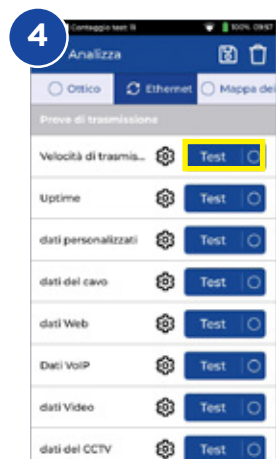 4
Conteggio test: 11 100% 09:57
Analizza
Ottico Ethernet Mappa dei
Prove di trasmissione
Velocità di trasmis... Test
Uptime Test
dati personalizzati Test
dati del cavo Test
dati Web Test
Dati VoIP Test
dati Video Test
dati del CCTV Test